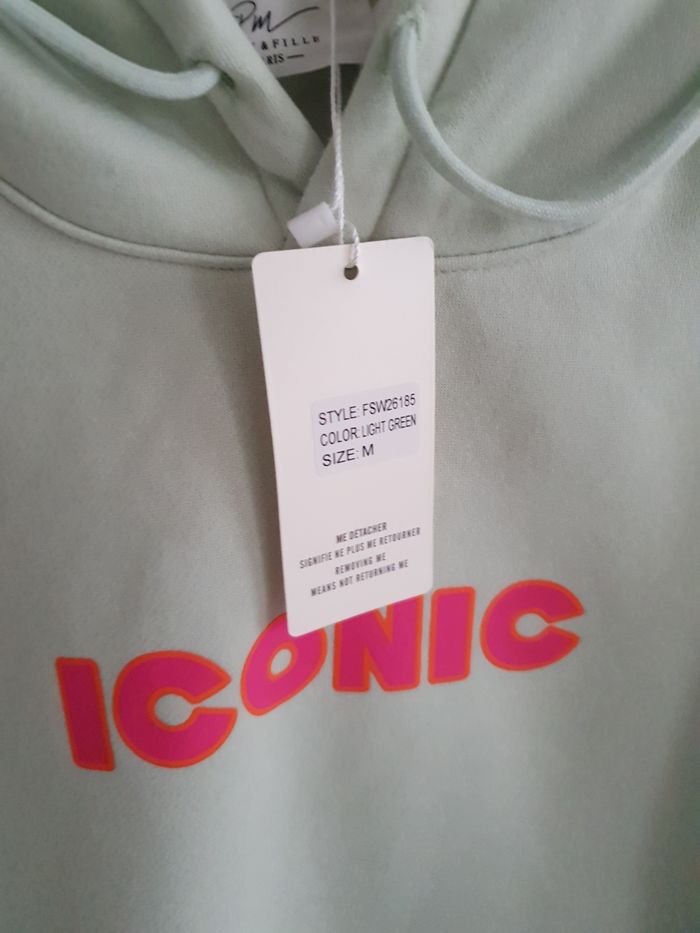 & FILLE
STYLE: FSW26185
COLOR: LIGHT GREEN
SIZE: M
ME DETACHER
SIGNIFIE NE PLUS ME RETOURNER
REMOVING ME
MEANS NOT RETURNING ME
ICONIC